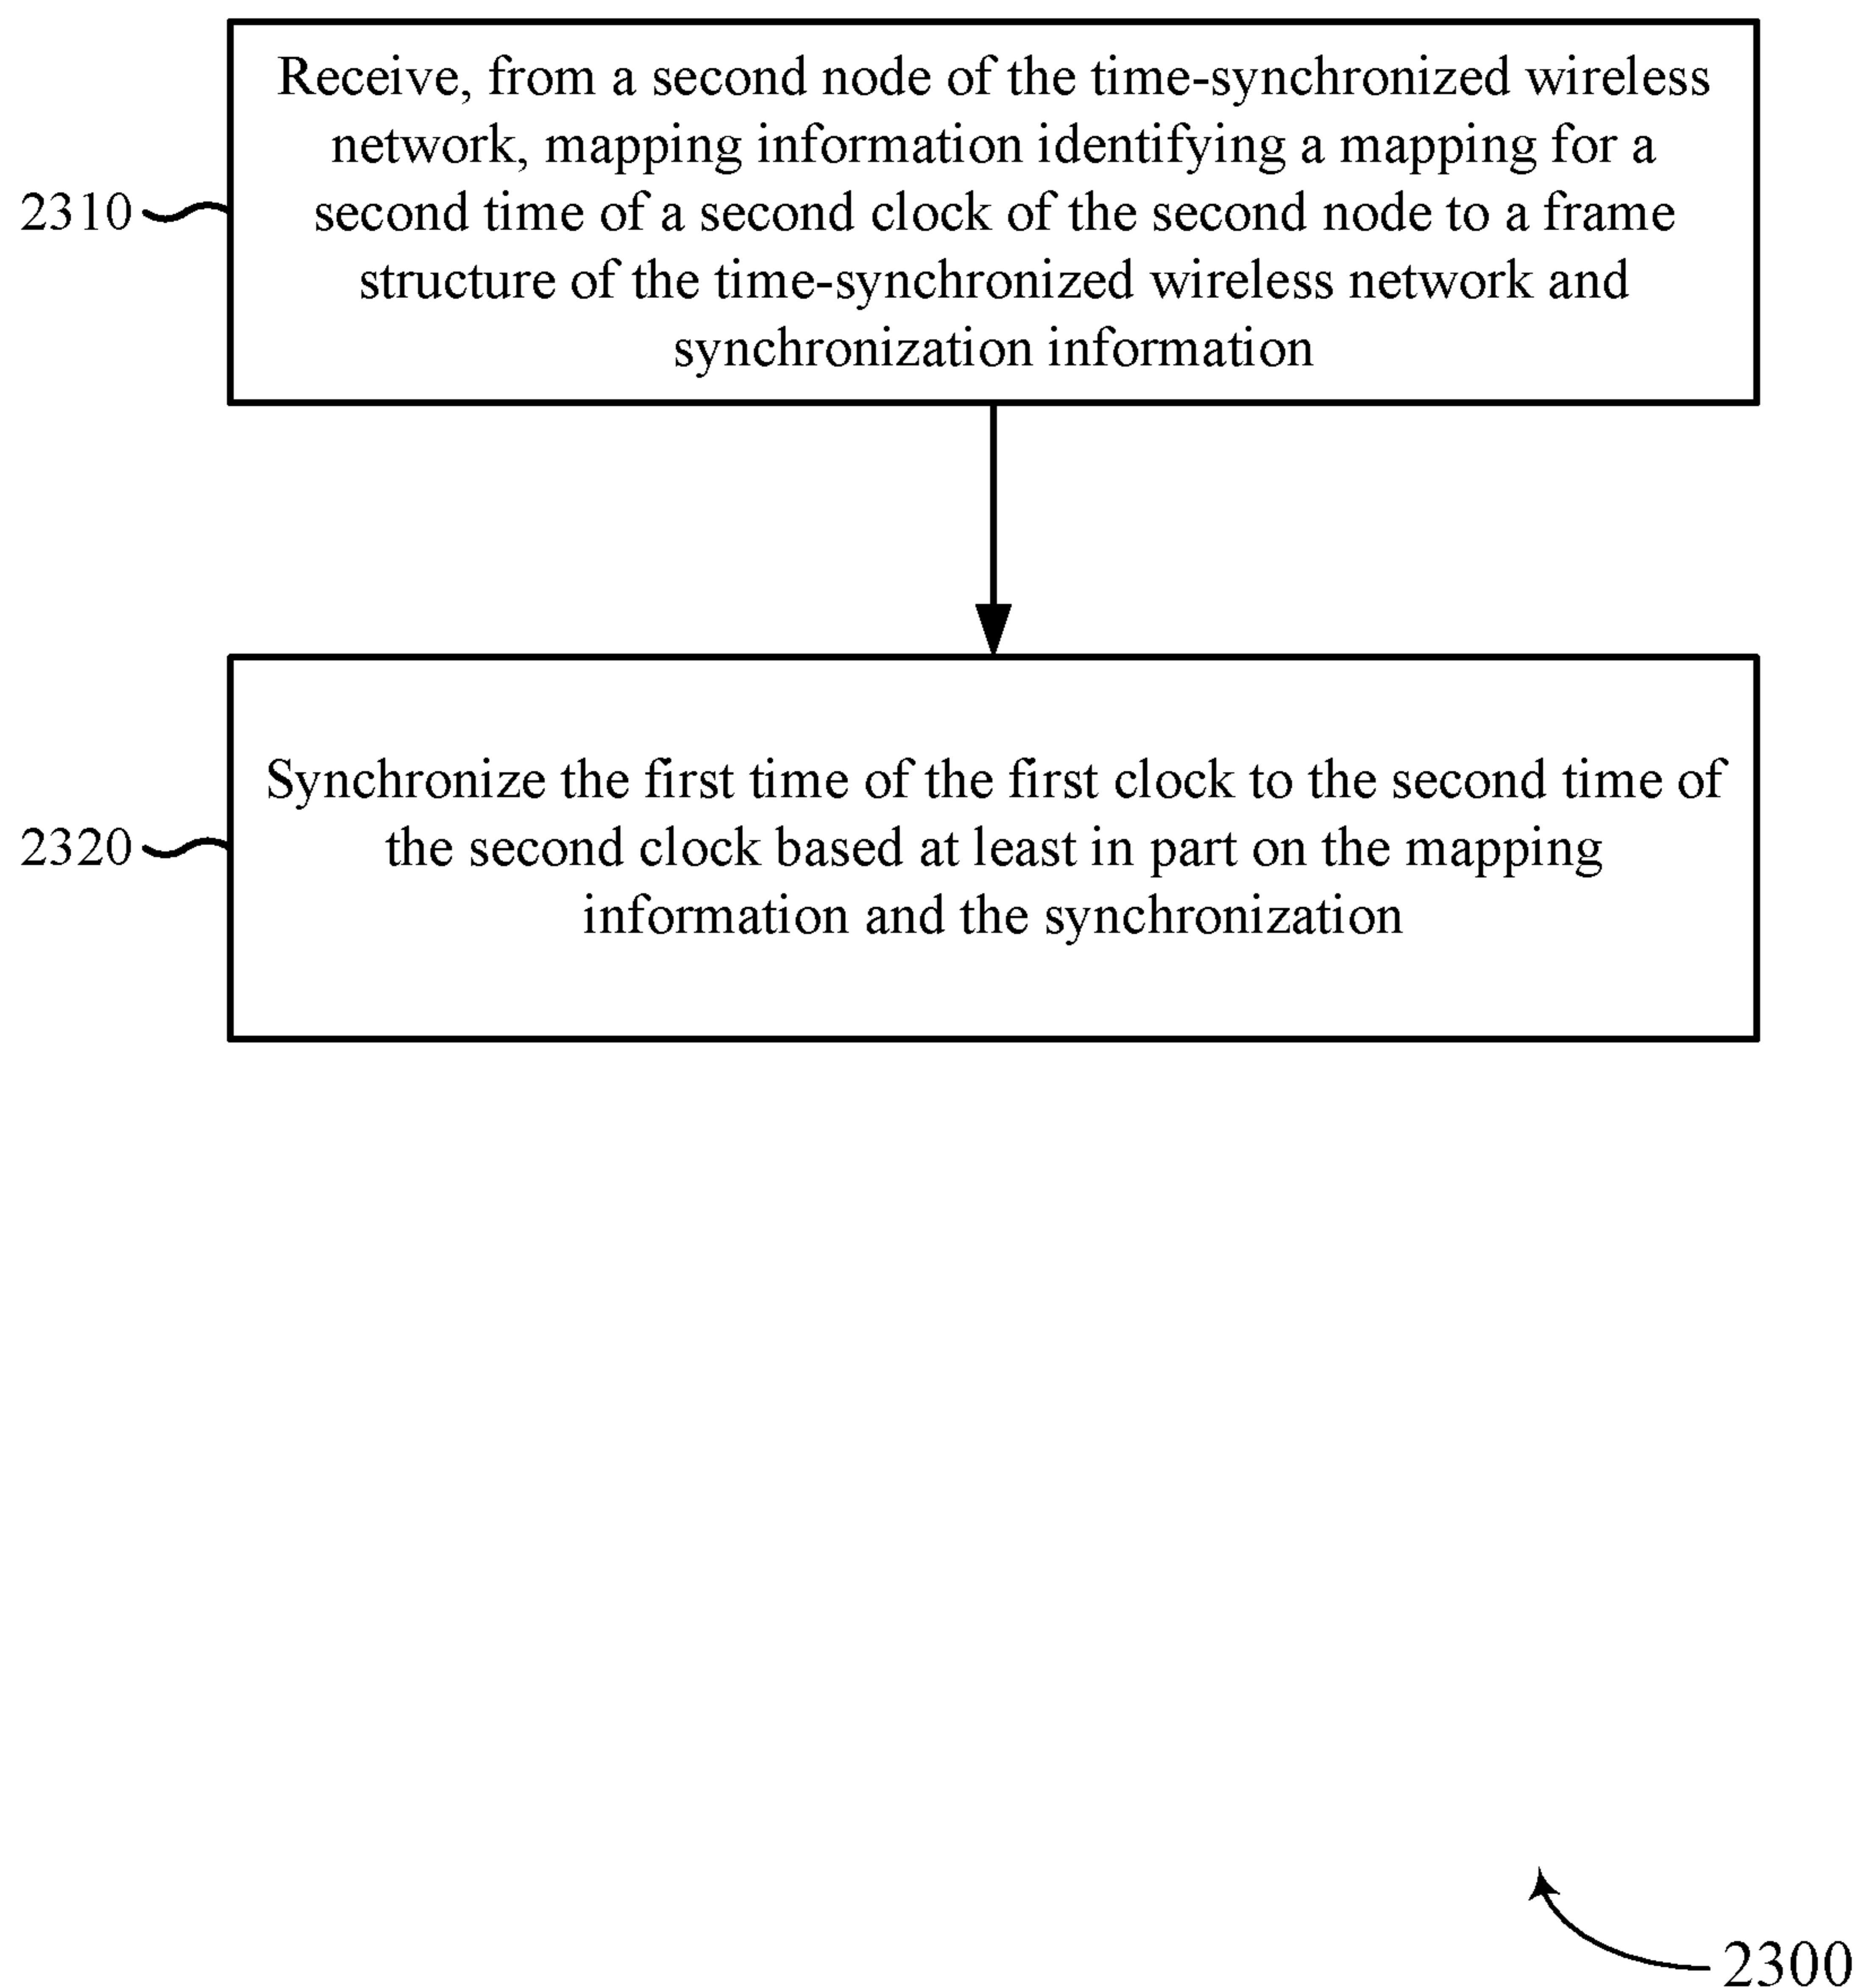 Receive, from a second node of the time-synchronized wireless
network, mapping information identifying a mapping for a
2310
second time of a second clock of the second node to a frame
structure of the time-synchronized wireless network and
synchronization information
Synchronize the first time of the first clock to the second time of
2320
the second clock based at least in part on the mapping
information and the synchronization
2300